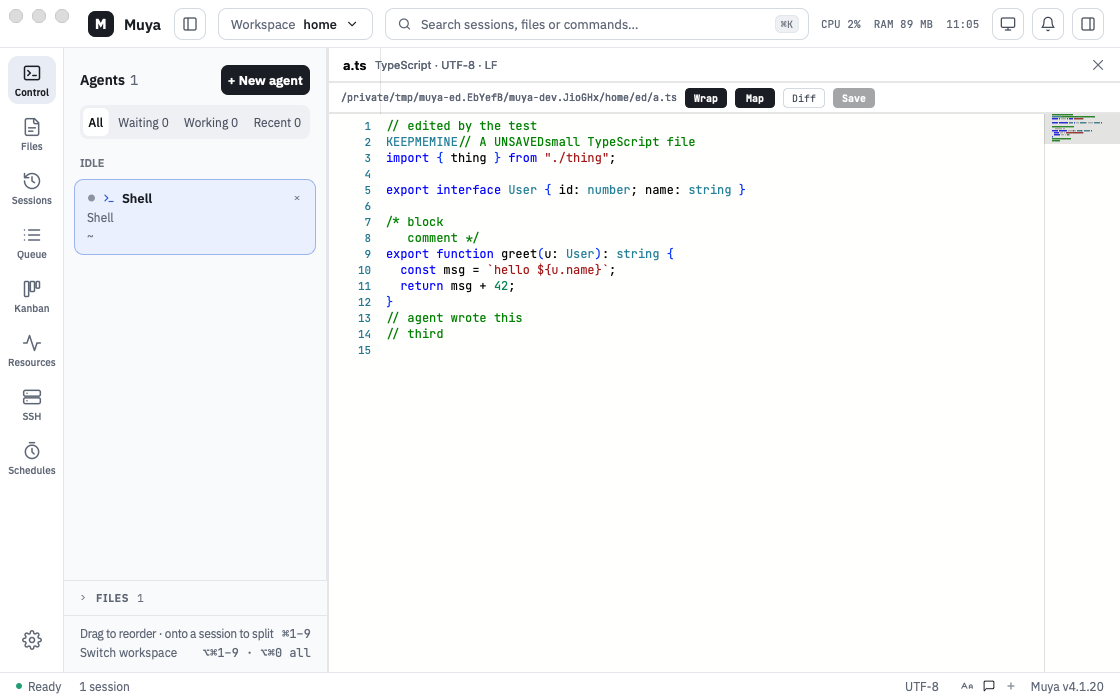 M Muya Workspace home Search sessions, files or commands... ⌘K CPU 2% RAM 89 MB 11:05
Control
Files
Sessions
Queue
Kanban
Resources
SSH
Schedules
Agents 1 + New agent
All Waiting 0 Working 0 Recent 0
IDLE
Shell ×
Shell
~
› FILES 1
Drag to reorder · onto a session to split ⌘1–9
Switch workspace ⌥⌘1–9 · ⌥⌘0 all
a.ts TypeScript · UTF-8 · LF
/private/tmp/muya-ed.EbYefB/muya-dev.JioGHx/home/ed/a.ts Wrap Map Diff Save
1 // edited by the test
2 KEEPMEMINE// A UNSAVEDsmall TypeScript file
3 import { thing } from "./thing";
4
5 export interface User { id: number; name: string }
6
7 /* block
8 comment */
9 export function greet(u: User): string {
10 const msg = `hello ${u.name}`;
11 return msg + 42;
12 }
13 // agent wrote this
14 // third
15
Ready 1 session UTF-8 AA + Muya v4.1.20